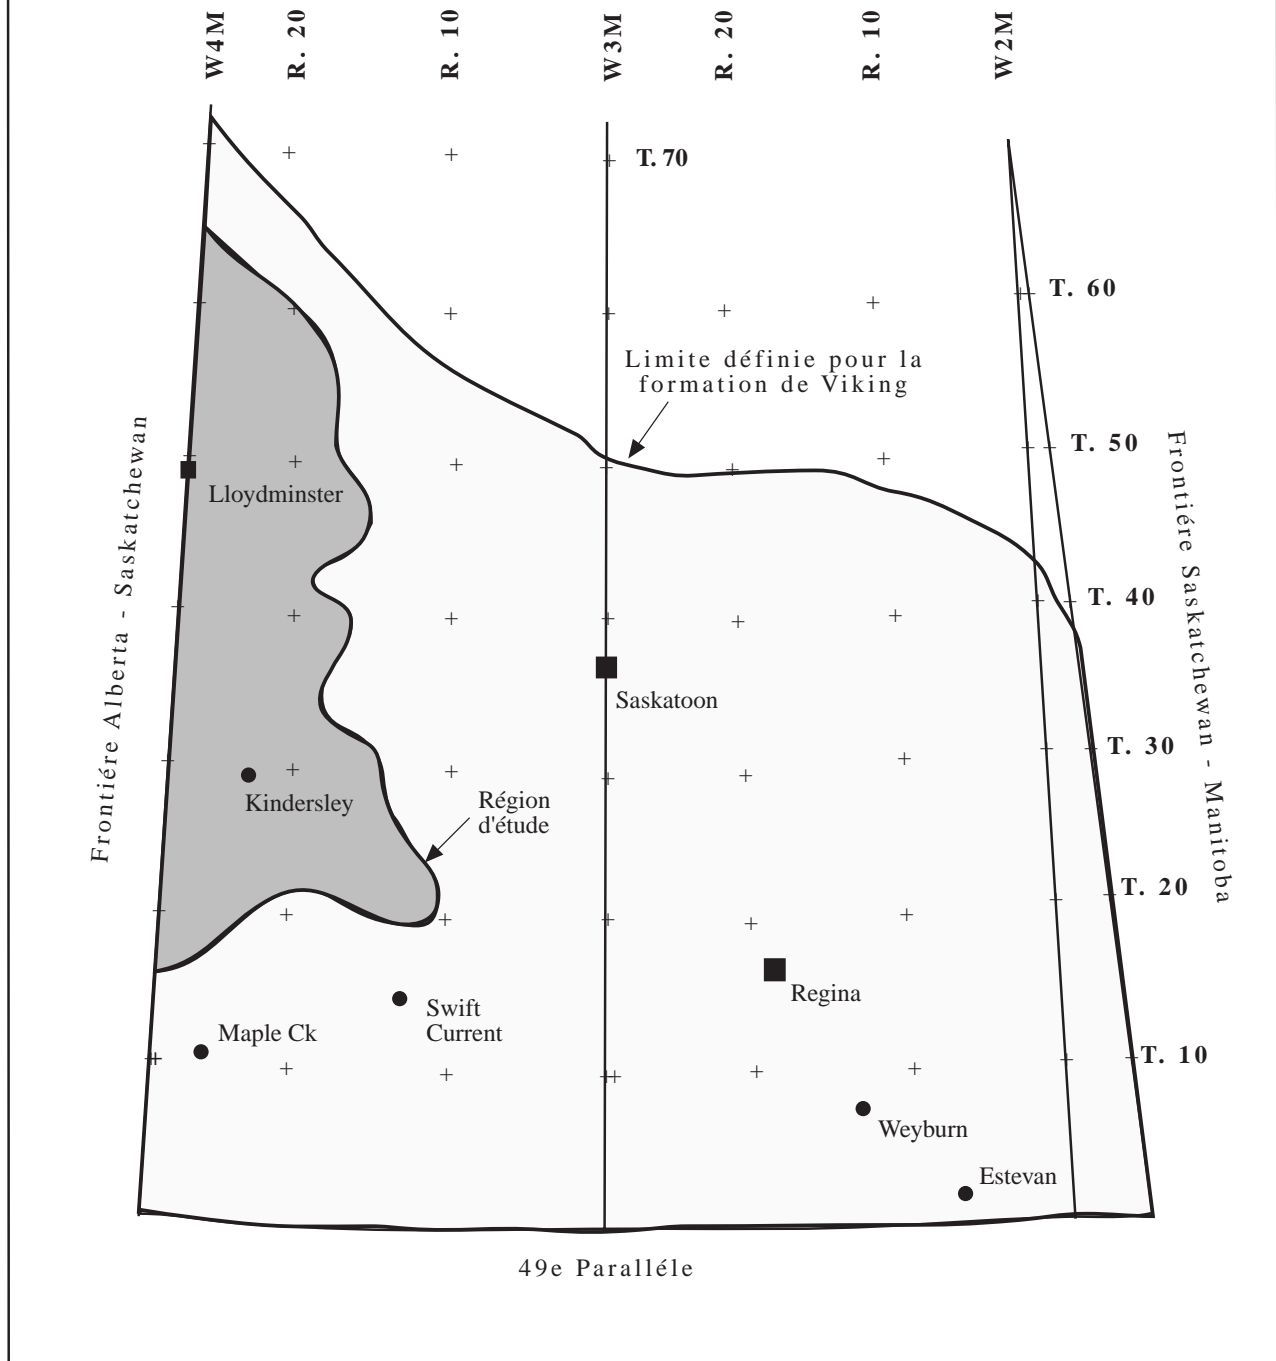 W4M
R. 20
R. 10
W3M
R. 20
R. 10
W2M
T. 70
T. 60
Limite définie pour la
formation de Viking
T. 50
Lloydminster
Frontiére Alberta - Saskatchewan
Frontiére Saskatchewan - Manitoba
T. 40
Saskatoon
T. 30
Kindersley
Région
d'étude
T. 20
Regina
Swift
Current
Maple Ck
T. 10
Weyburn
Estevan
49e Paralléle